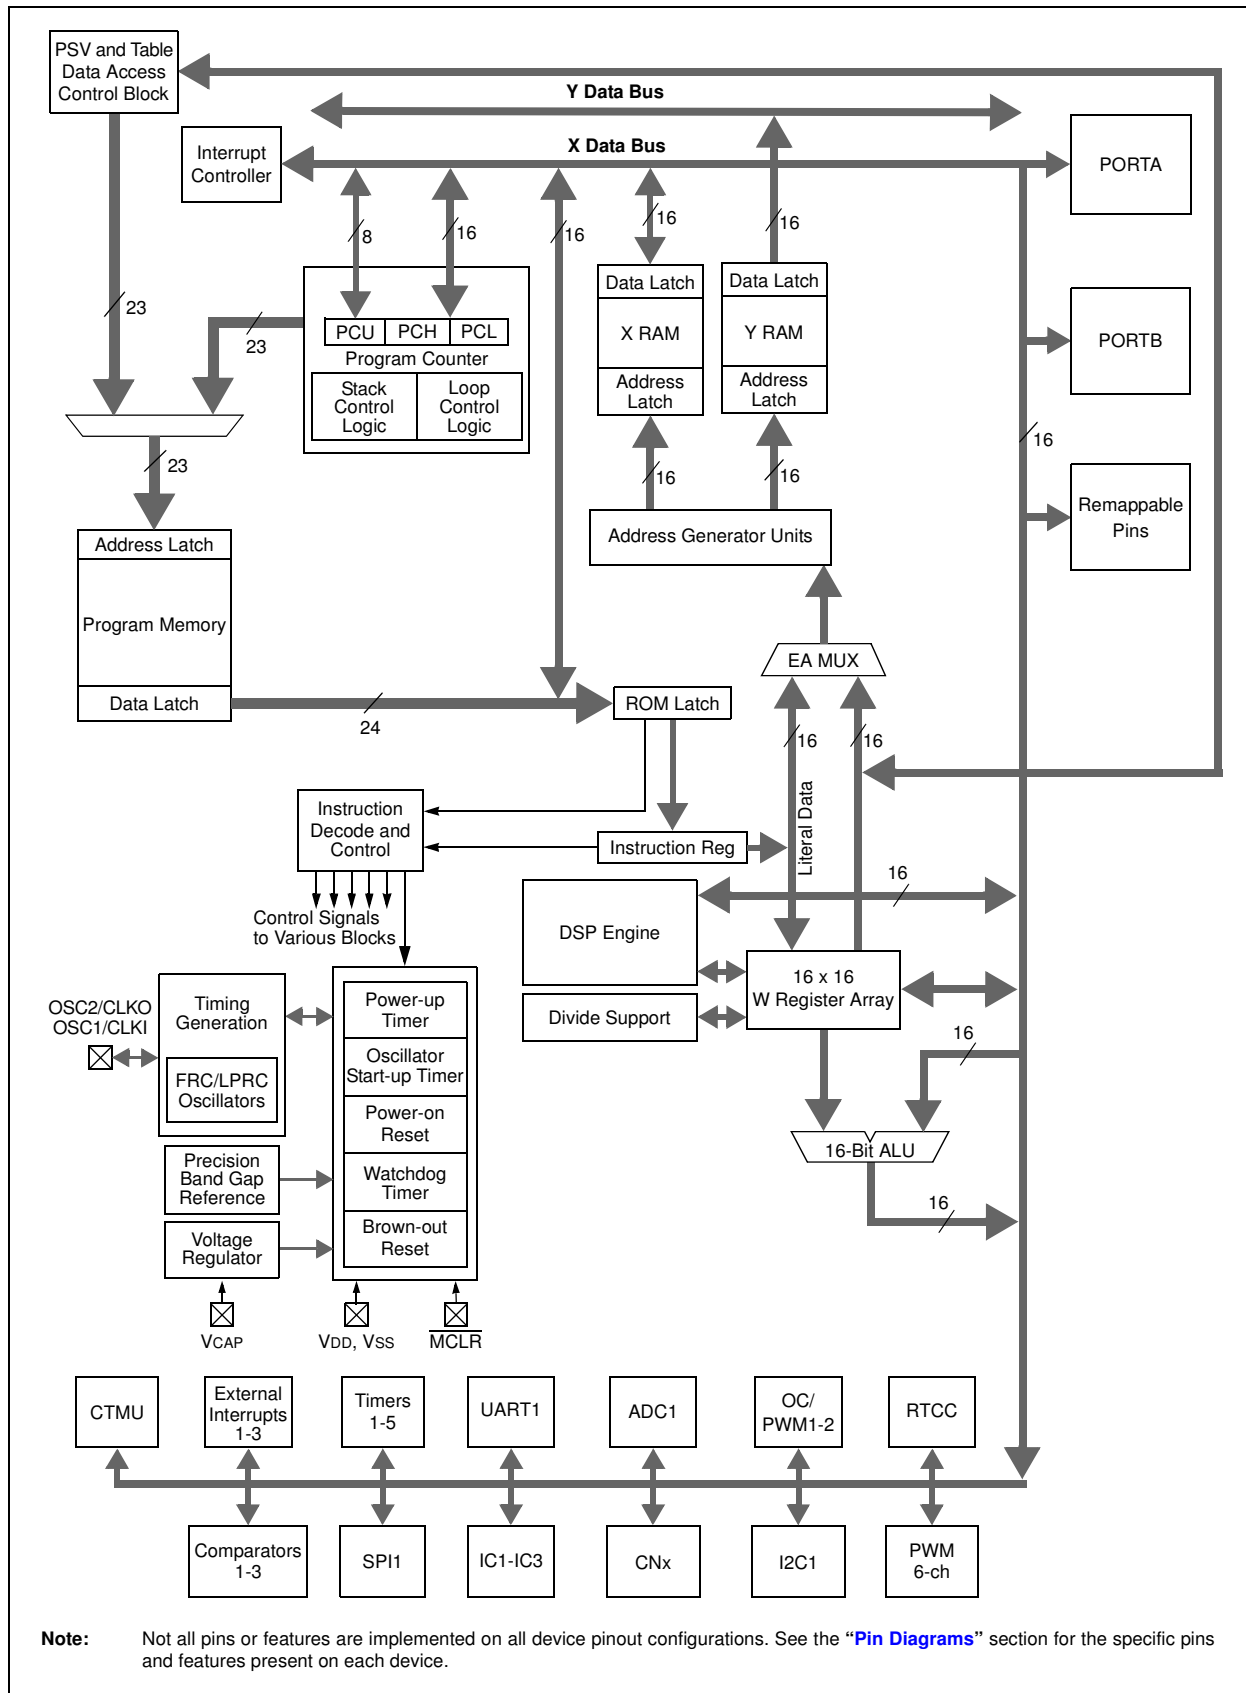 PSV and Table
Data Access
Control Block
Y Data Bus
X Data Bus
Interrupt
Controller
PORTA
8
16
16
16
16
23
23
Data Latch
X RAM
Address
Latch
Data Latch
Y RAM
Address
Latch
PCU
PCH
PCL
Program Counter
Stack
Control
Logic
Loop
Control
Logic
PORTB
16
23
16
16
Remappable
Pins
Address Generator Units
Address Latch
Program Memory
Data Latch
24
EA MUX
ROM Latch
16
16
Literal Data
Instruction
Decode and
Control
Instruction Reg
Control Signals
to Various Blocks
16
DSP Engine
16 x 16
W Register Array
Divide Support
OSC2/CLKO
OSC1/CLKI
Timing
Generation
FRC/LPRC
Oscillators
Power-up
Timer
Oscillator
Start-up Timer
Power-on
Reset
Watchdog
Timer
Brown-out
Reset
16
16-Bit ALU
16
Precision
Band Gap
Reference
Voltage
Regulator
VCAP
VDD, VSS
MCLR
CTMU
External
Interrupts
1-3
Timers
1-5
UART1
ADC1
OC/
PWM1-2
RTCC
Comparators
1-3
SPI1
IC1-IC3
CNx
I2C1
PWM
6-ch
Note: Not all pins or features are implemented on all device pinout configurations. See the “Pin Diagrams” section for the specific pins
and features present on each device.